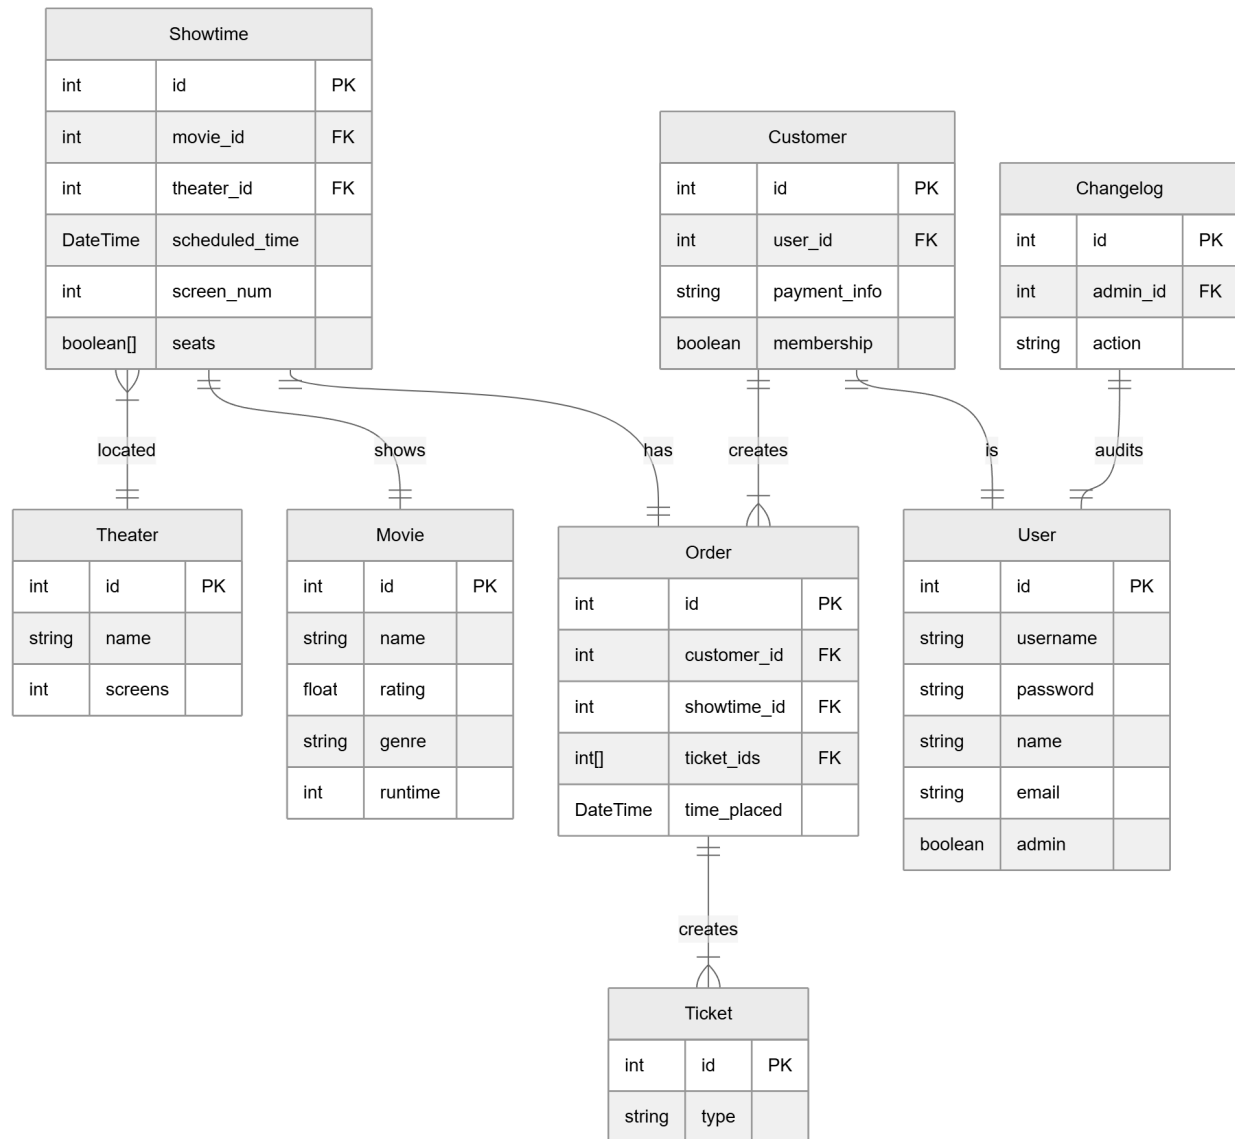 Showtime
int id PK
int movie_id FK
int theater_id FK
DateTime scheduled_time
int screen_num
boolean[] seats
Customer
int id PK
int user_id FK
string payment_info
boolean membership
Changelog
int id PK
int admin_id FK
string action
located
shows
has
creates
is
audits
Theater
int id PK
string name
int screens
Movie
int id PK
string name
float rating
string genre
int runtime
Order
int id PK
int customer_id FK
int showtime_id FK
int[] ticket_ids FK
DateTime time_placed
User
int id PK
string username
string password
string name
string email
boolean admin
creates
Ticket
int id PK
string type